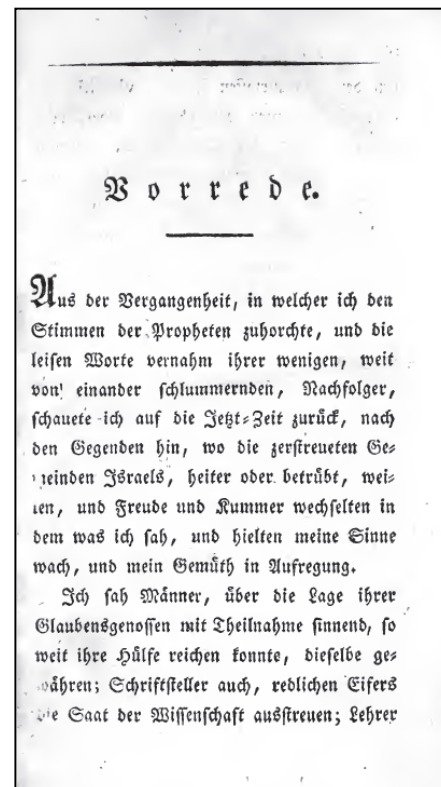 Vorrede.
Aus der Vergangenheit, in welcher ich den
Stimmen der Propheten zuhorchte, und die
leisen Worte vernahm ihrer wenigen, weit
von einander schlummernden, Nachfolger,
schauete ich auf die Jetzt-Zeit zurück, nach
den Gegenden hin, wo die zerstreueten Ge-
meinden Israels, heiter oder betrübt, wei-
len, und Freude und Kummer wechselten in
dem was ich sah, und hielten meine Sinne
wach, und mein Gemüth in Aufregung.
Ich sah Männer, über die Lage ihrer
Glaubensgenossen mit Theilnahme sinnend, so
weit ihre Hülfe reichen konnte, dieselbe ge-
währen; Schriftsteller auch, redlichen Eifers
die Saat der Wissenschaft ausstreuen; Lehrer